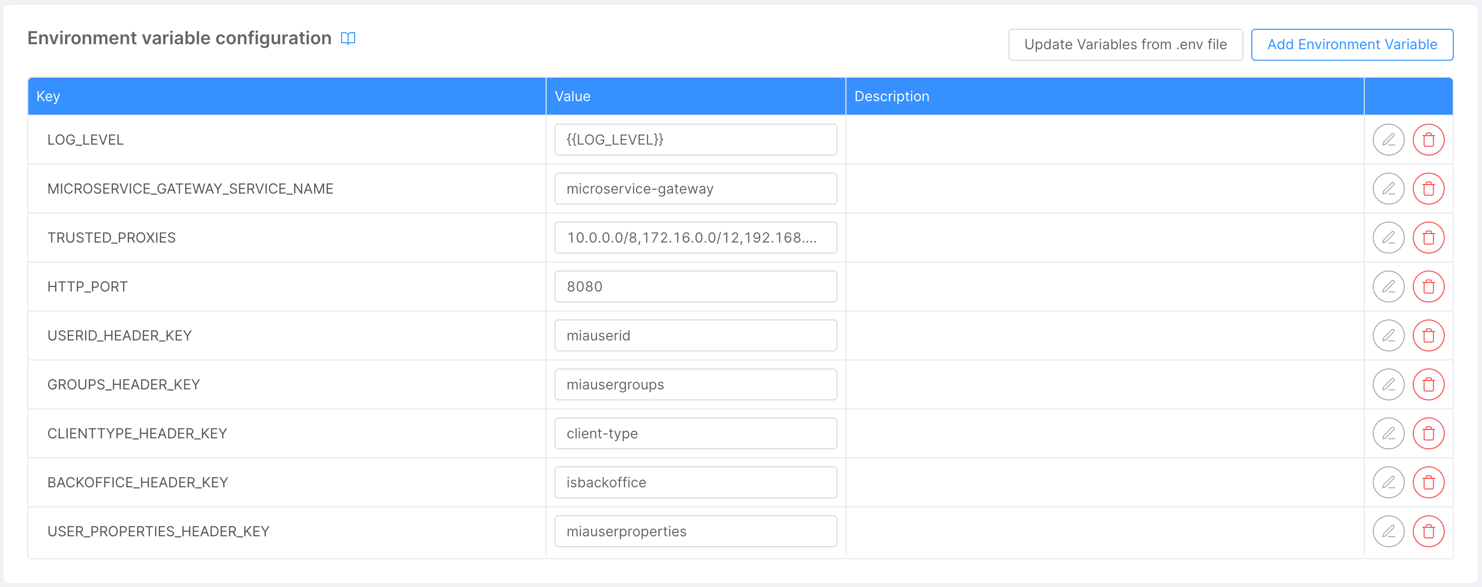 Environment variable configuration
Update Variables from .env file Add Environment Variable
Key Value Description
LOG_LEVEL {{LOG_LEVEL}}
MICROSERVICE_GATEWAY_SERVICE_NAME microservice-gateway
TRUSTED_PROXIES 10.0.0.0/8,172.16.0.0/12,192.168....
HTTP_PORT 8080
USERID_HEADER_KEY miauserid
GROUPS_HEADER_KEY miausergroups
CLIENTTYPE_HEADER_KEY client-type
BACKOFFICE_HEADER_KEY isbackoffice
USER_PROPERTIES_HEADER_KEY miauserproperties